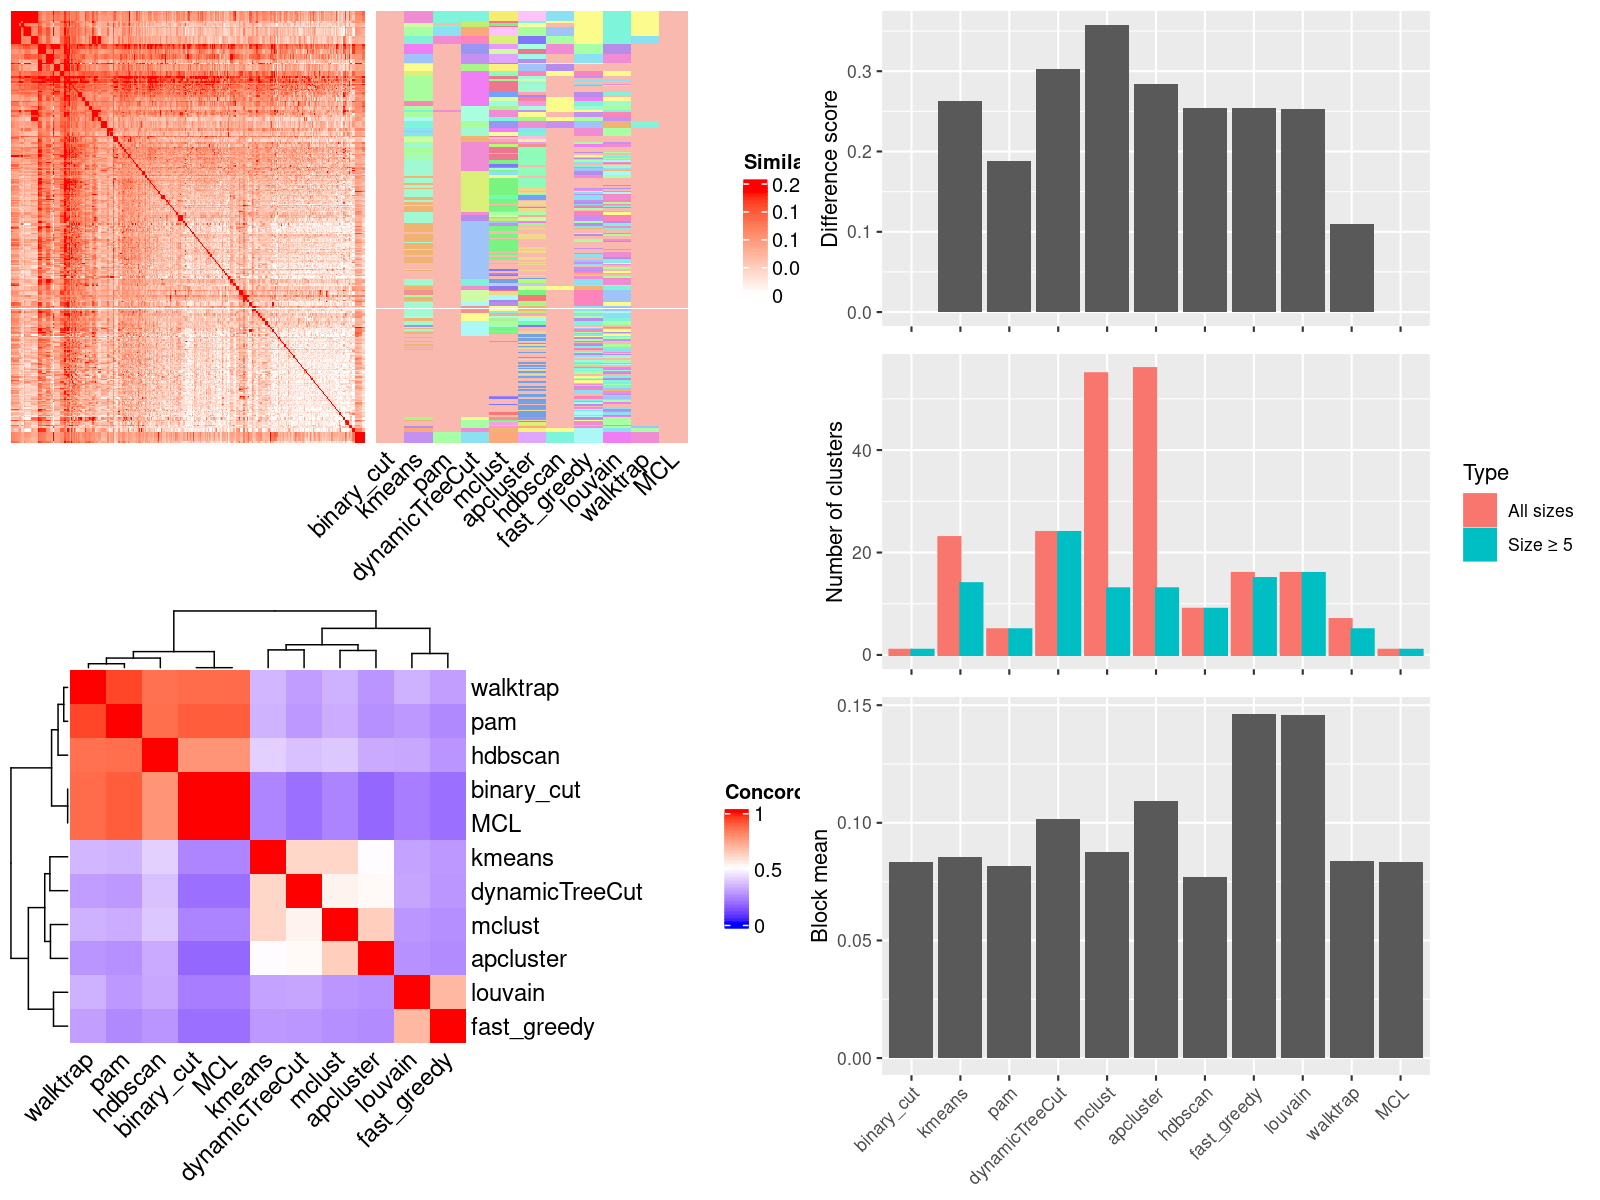 Simila
0.2
0.1
0.1
0.0
0
binary_cut
kmeans
pam
dynamicTreeCut
mclust
apcluster
hdbscan
fast_greedy
louvain
walktrap
MCL
walktrap
pam
hdbscan
binary_cut
MCL
kmeans
dynamicTreeCut
mclust
apcluster
louvain
fast_greedy
walktrap
pam
hdbscan
binary_cut
MCL
kmeans
dynamicTreeCut
mclust
apcluster
louvain
fast_greedy
Concord
1
0.5
0
Difference score
0.3
0.2
0.1
0.0
Number of clusters
40
20
0
Type
All sizes
Size ≥ 5
Block mean
0.15
0.10
0.05
0.00
binary_cut
kmeans
pam
dynamicTreeCut
mclust
apcluster
hdbscan
fast_greedy
louvain
walktrap
MCL